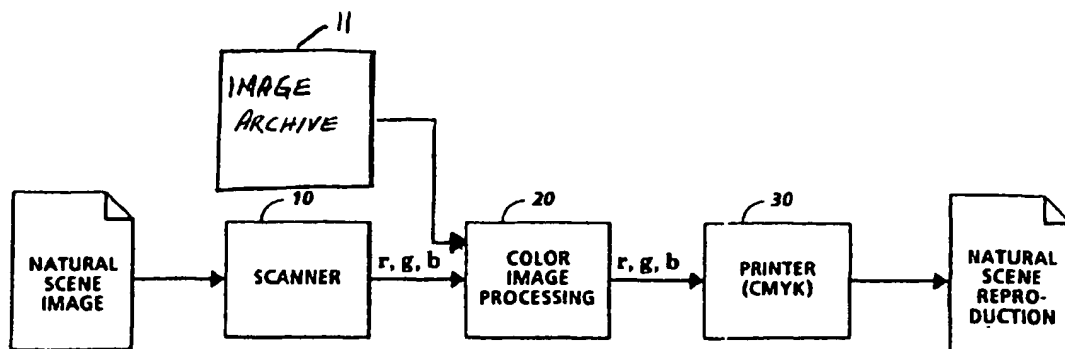 11
IMAGE
ARCHIVE
10
20
30
NATURAL
SCENE
IMAGE
SCANNER
r, g, b
COLOR
IMAGE
PROCESSING
r, g, b
PRINTER
(CMYK)
NATURAL
SCENE
REPRO-
DUCTION